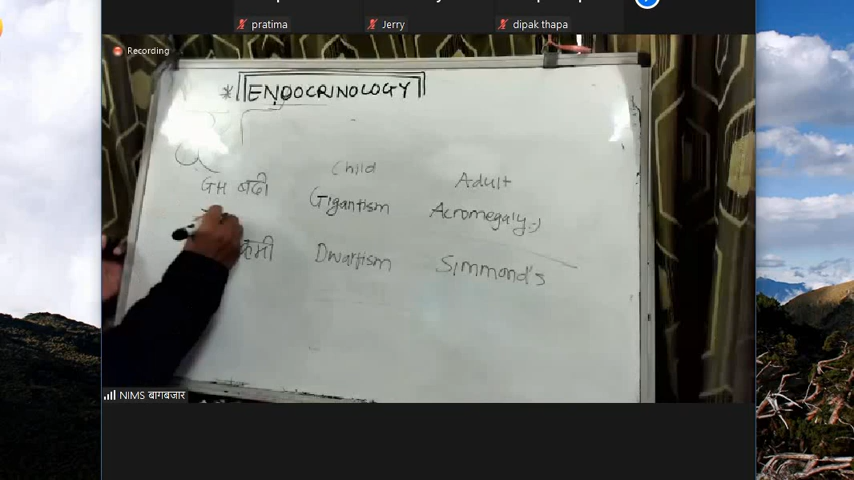 pratima
Jerry
dipak thapa
Recording
* ENDOCRINOLOGY
Child
Adult
GH बढी
Gigantism
Acromegaly
कमी
Dwarfism
Simmond's
NIMS बागबजार